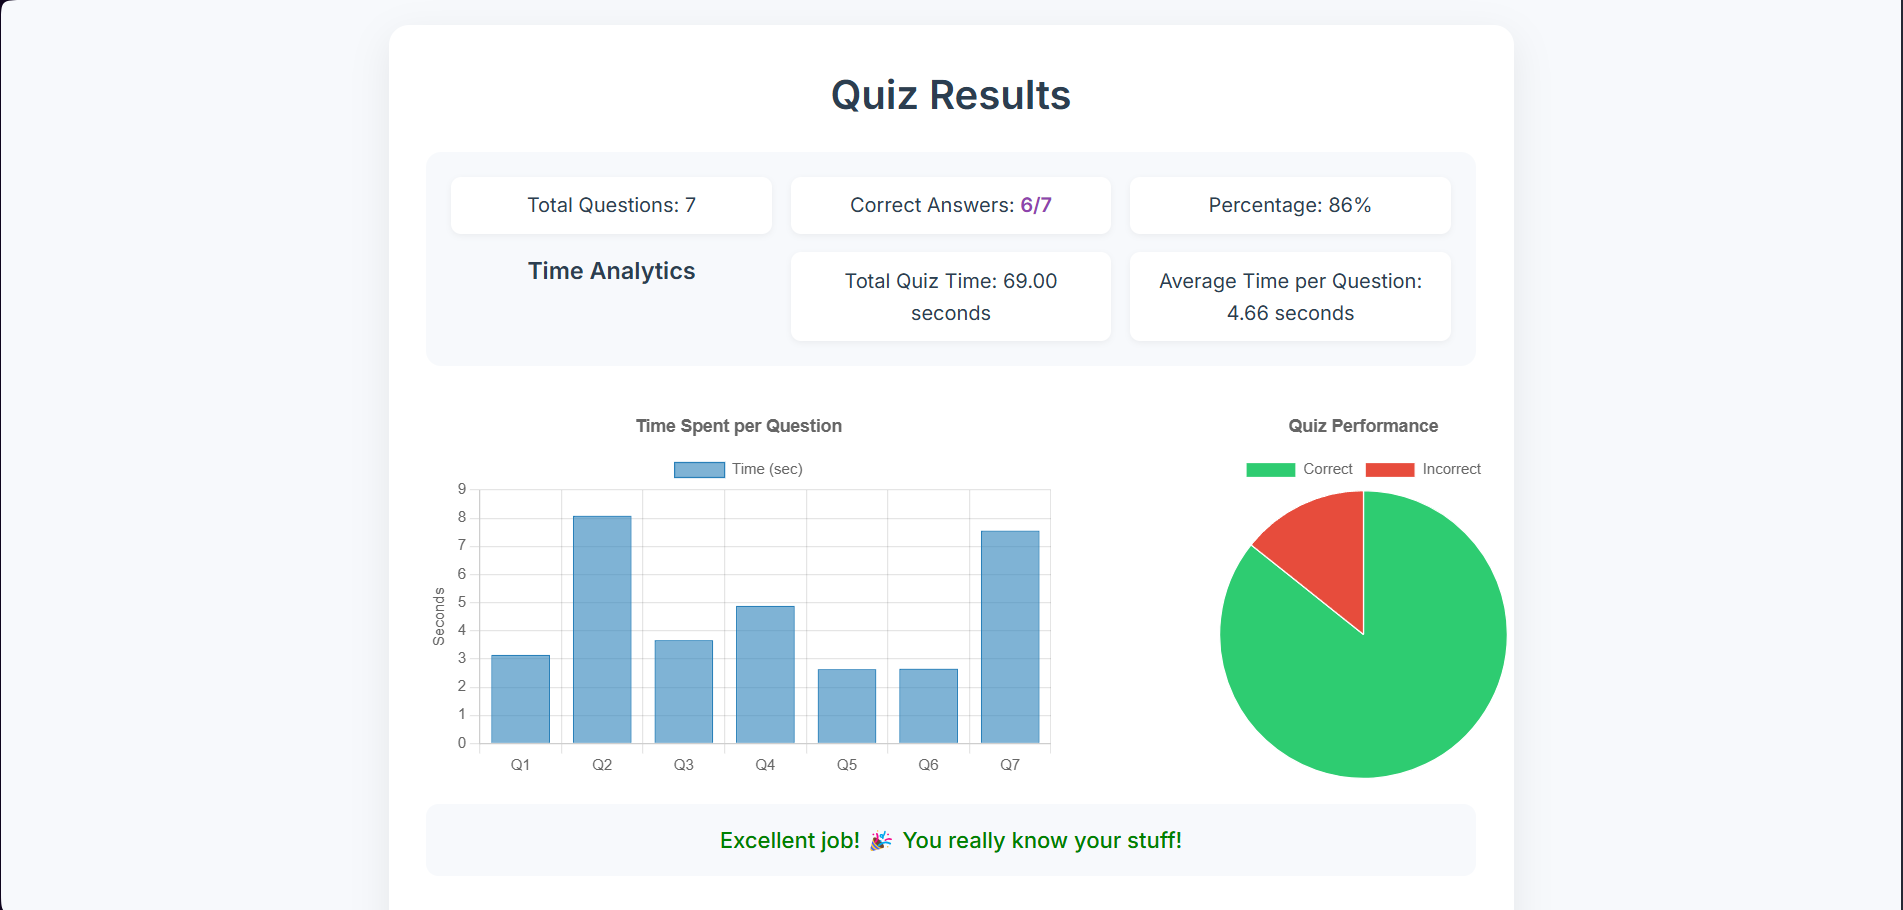 Quiz Results
Total Questions: 7
Correct Answers: 6/7
Percentage: 86%
Time Analytics
Total Quiz Time: 69.00
seconds
Average Time per Question:
4.66 seconds
Time Spent per Question
Time (sec)
9
8
7
6
5
4
3
2
1
0
Seconds
Q1 Q2 Q3 Q4 Q5 Q6 Q7
Quiz Performance
Correct Incorrect
Excellent job! 🎉 You really know your stuff!